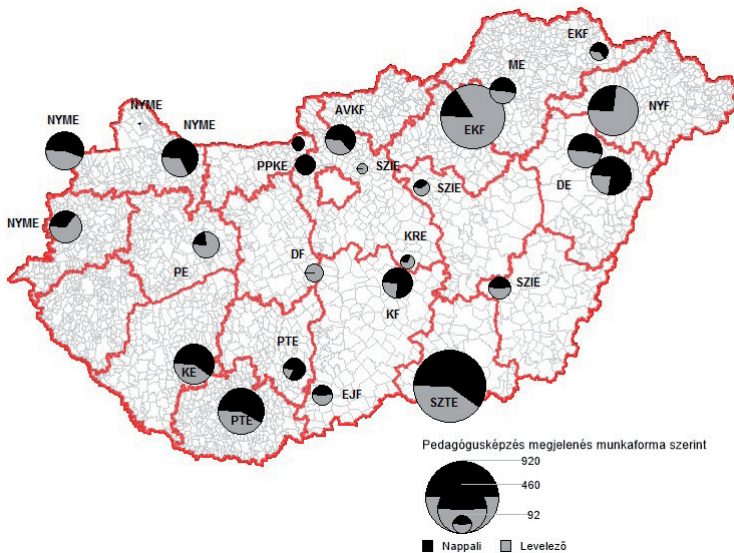 EKF
ME
NYME
NYME
NYME
AVKF
EKF
NYF
PPKE
SZIE
SZIE
DE
NYME
PE
DF
KRE
KF
SZIE
KE
PTE
PTE
EJF
SZTE
Pedagógusképzés megjelenés munkaforma szerint
920
460
92
Nappali Levelező